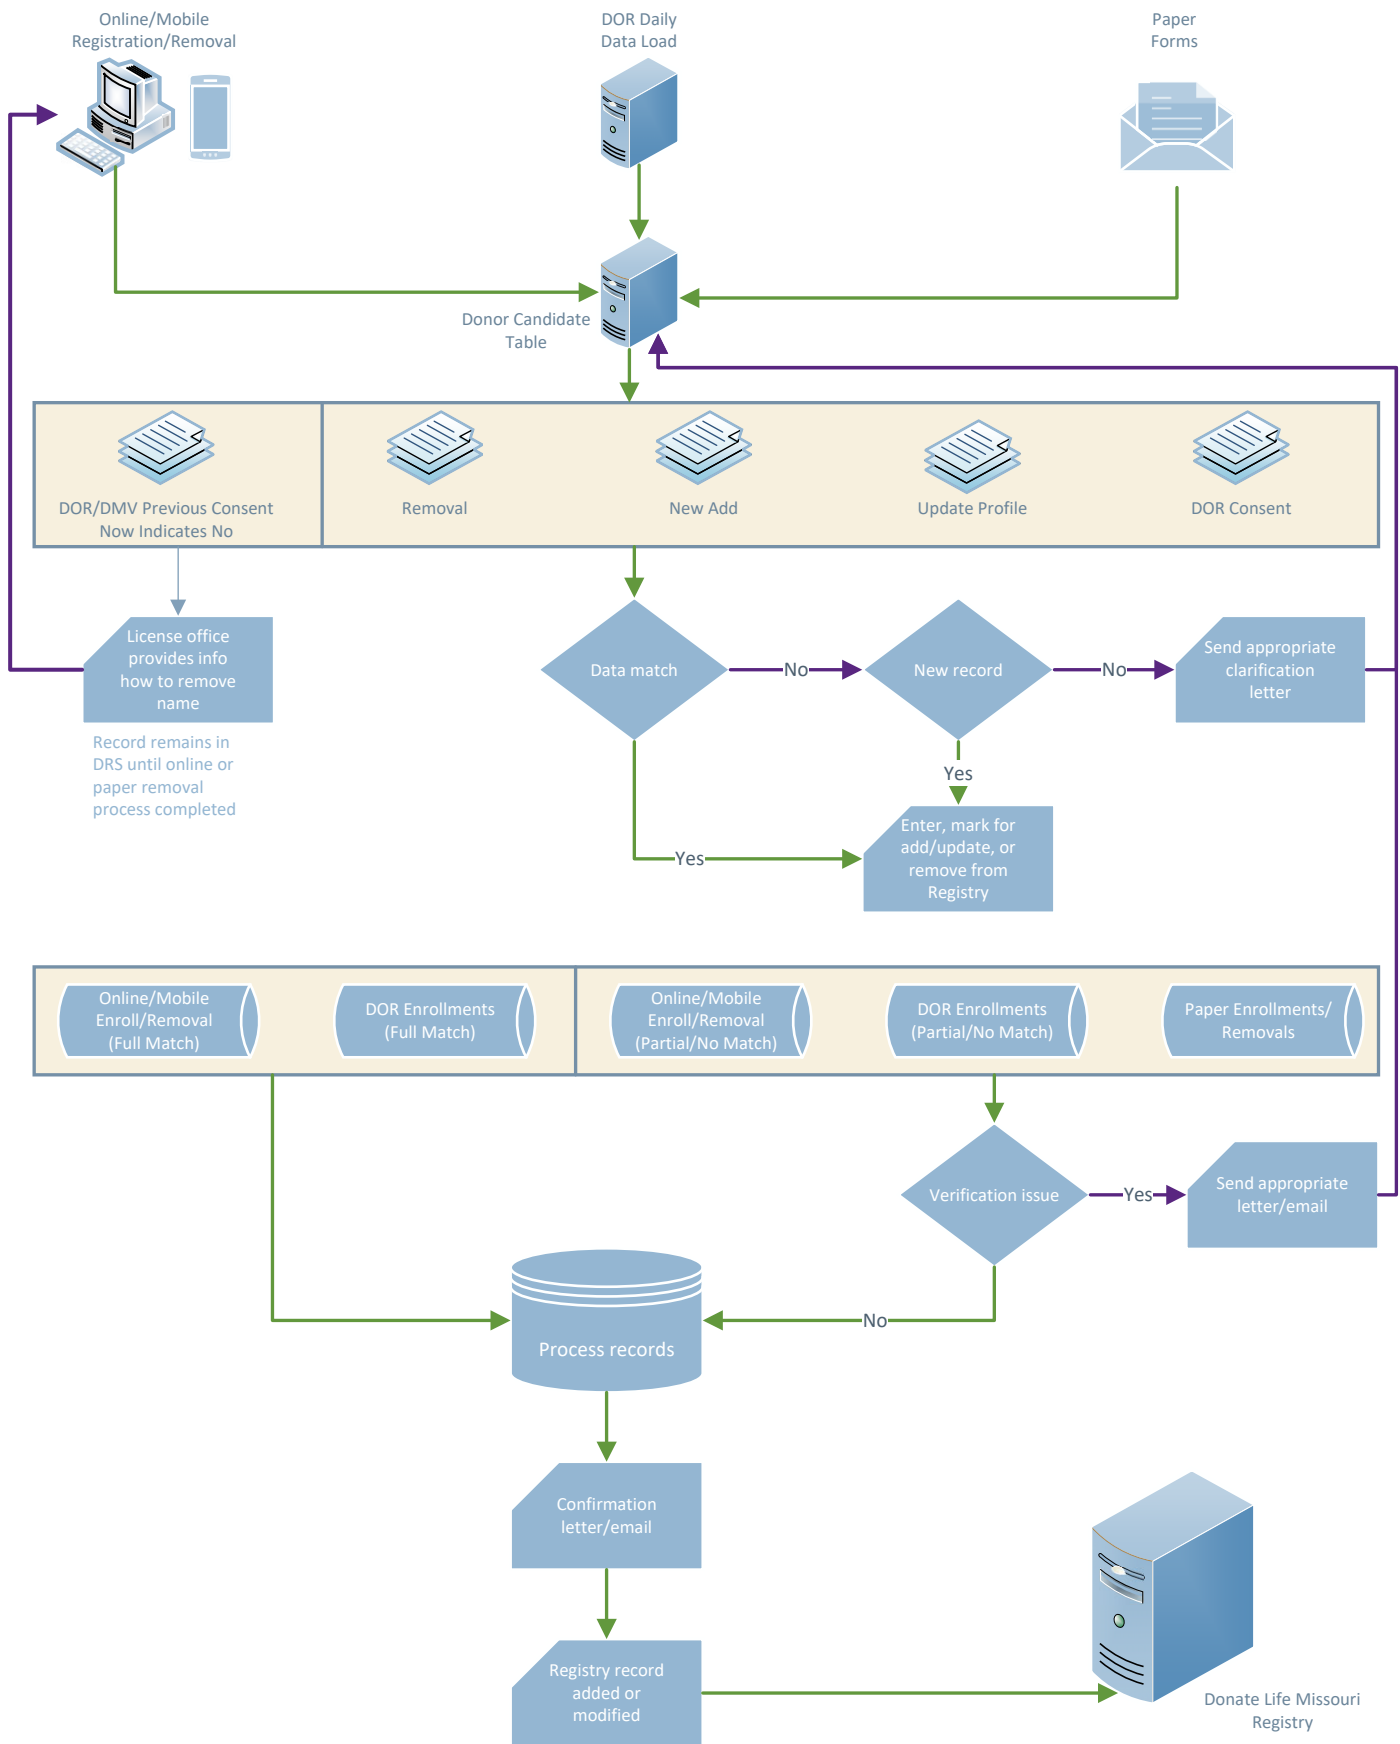 Online/Mobile
Registration/Removal
DOR Daily
Data Load
Paper
Forms
Donor Candidate
Table
DOR/DMV Previous Consent
Now Indicates No
Removal
New Add
Update Profile
DOR Consent
License office
provides info
how to remove
name
Data match
No
New record
No
Send appropriate
clarification
letter
Record remains in
DRS until online or
paper removal
process completed
Yes
Yes
Enter, mark for
add/update, or
remove from
Registry
Online/Mobile
Enroll/Removal
(Full Match)
DOR Enrollments
(Full Match)
Online/Mobile
Enroll/Removal
(Partial/No Match)
DOR Enrollments
(Partial/No Match)
Paper Enrollments/
Removals
Verification issue
Yes
Send appropriate
letter/email
No
Process records
Confirmation
letter/email
Registry record
added or
modified
Donate Life Missouri
Registry